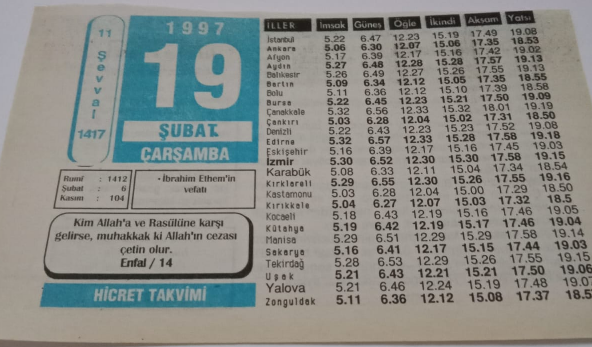 1997
11
Şevval
1417
19
ŞUBAT
ÇARŞAMBA
Rumî : 1412
Şubat : 6
Kasım : 104
• İbrahim Ethem'in
vefatı
Kim Allah'a ve Rasûlüne karşı
gelirse, muhakkak ki Allah'ın cezası
çetin olur.
Enfal / 14
HİCRET TAKVİMİ
İLLER İmsak Güneş Öğle İkindi Akşam Yatsı
İstanbul 5.22 6.47 12.23 15.19 17.49 19.08
Ankara 5.06 6.30 12.07 15.06 17.35 18.53
Afyon 5.17 6.39 12.17 15.16 17.42 19.02
Aydın 5.27 6.48 12.28 15.28 17.57 19.13
Balıkesir 5.26 6.49 12.27 15.26 17.55 19.13
Bartın 5.09 6.34 12.12 15.05 17.35 18.55
Bolu 5.11 6.36 12.12 15.10 17.39 18.58
Bursa 5.22 6.45 12.23 15.21 17.50 19.09
Çanakkale 5.32 6.56 12.33 15.32 18.01 19.19
Çankırı 5.03 6.28 12.04 15.02 17.31 18.50
Denizli 5.22 6.43 12.23 15.23 17.52 19.08
Edirne 5.32 6.57 12.33 15.28 17.58 19.18
Eskişehir 5.16 6.39 12.17 15.16 17.45 19.03
İzmir 5.30 6.52 12.30 15.30 17.58 19.15
Karabük 5.08 6.33 12.11 15.04 17.34 18.54
Kırklareli 5.29 6.55 12.30 15.26 17.55 19.16
Kastamonu 5.03 6.28 12.04 15.00 17.29 18.50
Kırıkkale 5.04 6.27 12.07 15.03 17.32 18.5
Kocaeli 5.18 6.43 12.19 15.16 17.46 19.05
Kütahya 5.19 6.42 12.19 15.17 17.46 19.04
Manisa 5.29 6.51 12.29 15.29 17.58 19.14
Sakarya 5.16 6.41 12.17 15.15 17.44 19.03
Tekirdağ 5.28 6.53 12.29 15.26 17.55 19.15
Uşak 5.21 6.43 12.21 15.21 17.50 19.06
Yalova 5.21 6.46 12.24 15.19 17.48 19.07
Zonguldak 5.11 6.36 12.12 15.08 17.37 18.5